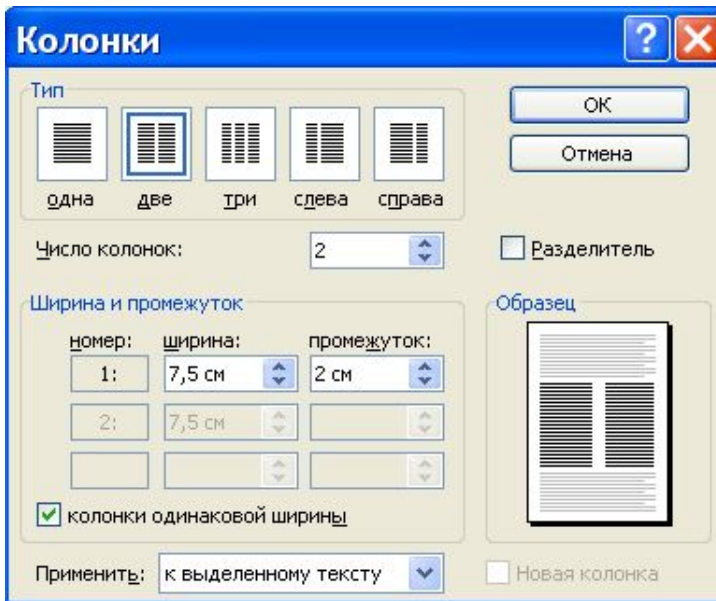 Колонки
Тип
одна две три слева справа
ОК
Отмена
Число колонок: 2
Разделитель
Ширина и промежуток
номер: ширина: промежуток:
1: 7,5 см 2 см
2: 7,5 см
колонки одинаковой ширины
Образец
Применить: к выделенному тексту
Новая колонка